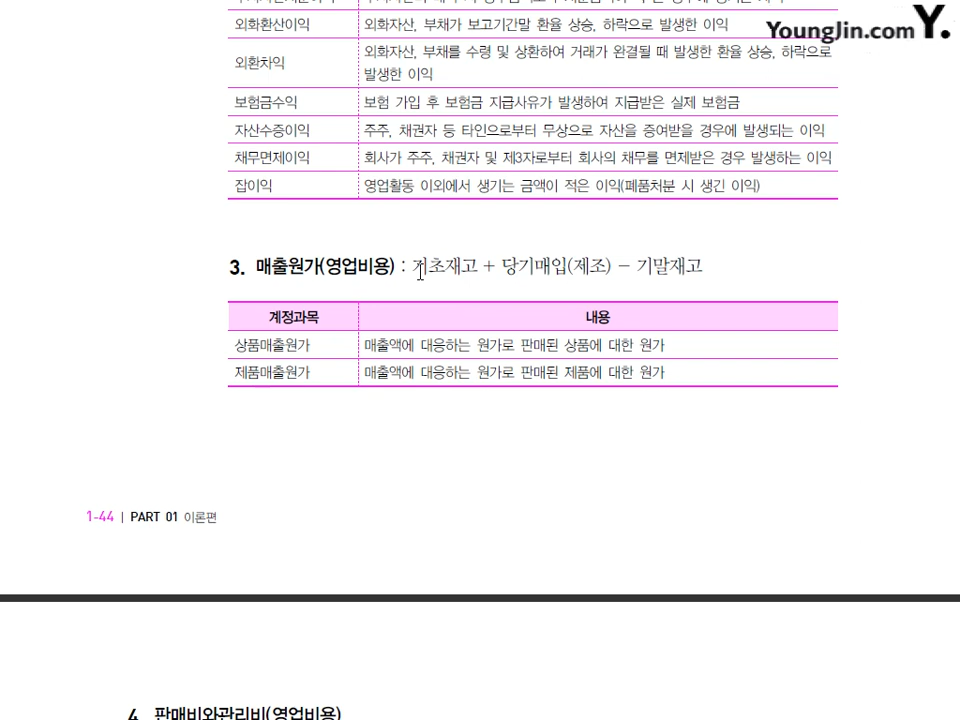 YoungJin.com Y.
외화환산이익 외화자산, 부채가 보고기간말 환율 상승, 하락으로 발생한 이익
외환차익 외화자산, 부채를 수령 및 상환하여 거래가 완결될 때 발생한 환율 상승, 하락으로
발생한 이익
보험금수익 보험 가입 후 보험금 지급사유가 발생하여 지급받은 실제 보험금
자산수증이익 주주, 채권자 등 타인으로부터 무상으로 자산을 증여받을 경우에 발생되는 이익
채무면제이익 회사가 주주, 채권자 및 제3자로부터 회사의 채무를 면제받은 경우 발생하는 이익
잡이익 영업활동 이외에서 생기는 금액이 적은 이익(폐품처분 시 생긴 이익)
3. 매출원가(영업비용) : 기초재고 + 당기매입(제조) - 기말재고
계정과목 내용
상품매출원가 매출액에 대응하는 원가로 판매된 상품에 대한 원가
제품매출원가 매출액에 대응하는 원가로 판매된 제품에 대한 원가
1-44 | PART 01 이론편
4. 판매비와관리비(영업비용)